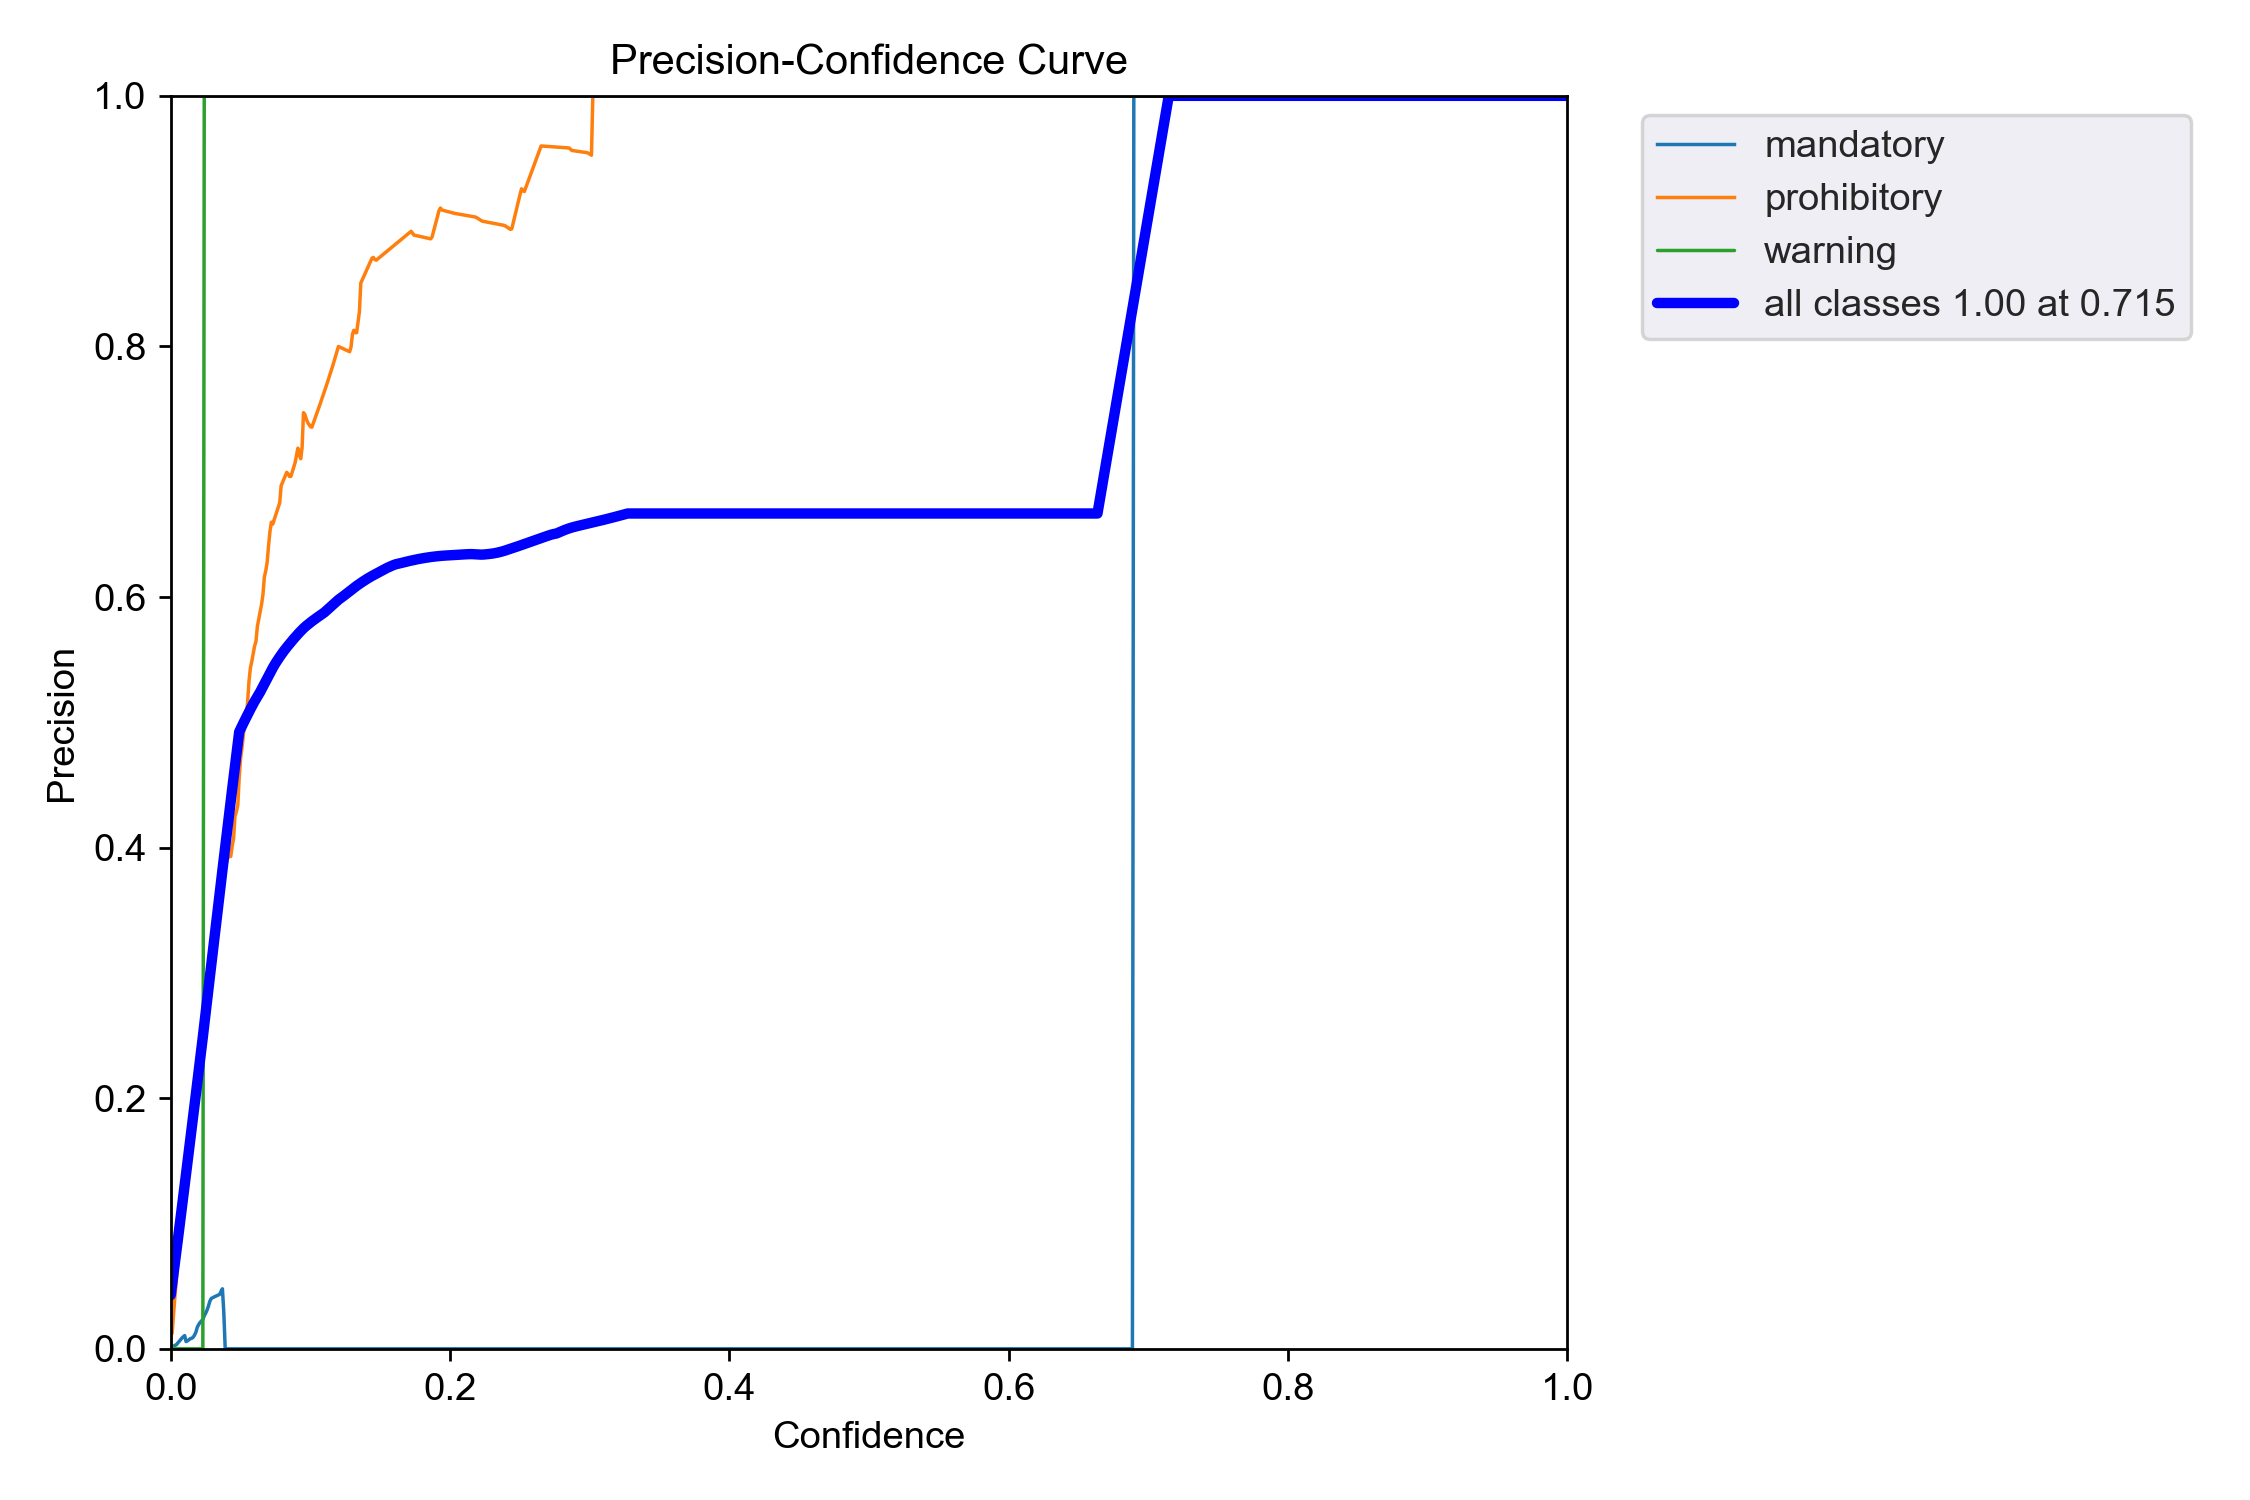 Precision-Confidence Curve
1.0
0.8
0.6
0.4
0.2
0.0
Precision
0.0 0.2 0.4 0.6 0.8 1.0
Confidence
mandatory
prohibitory
warning
all classes 1.00 at 0.715